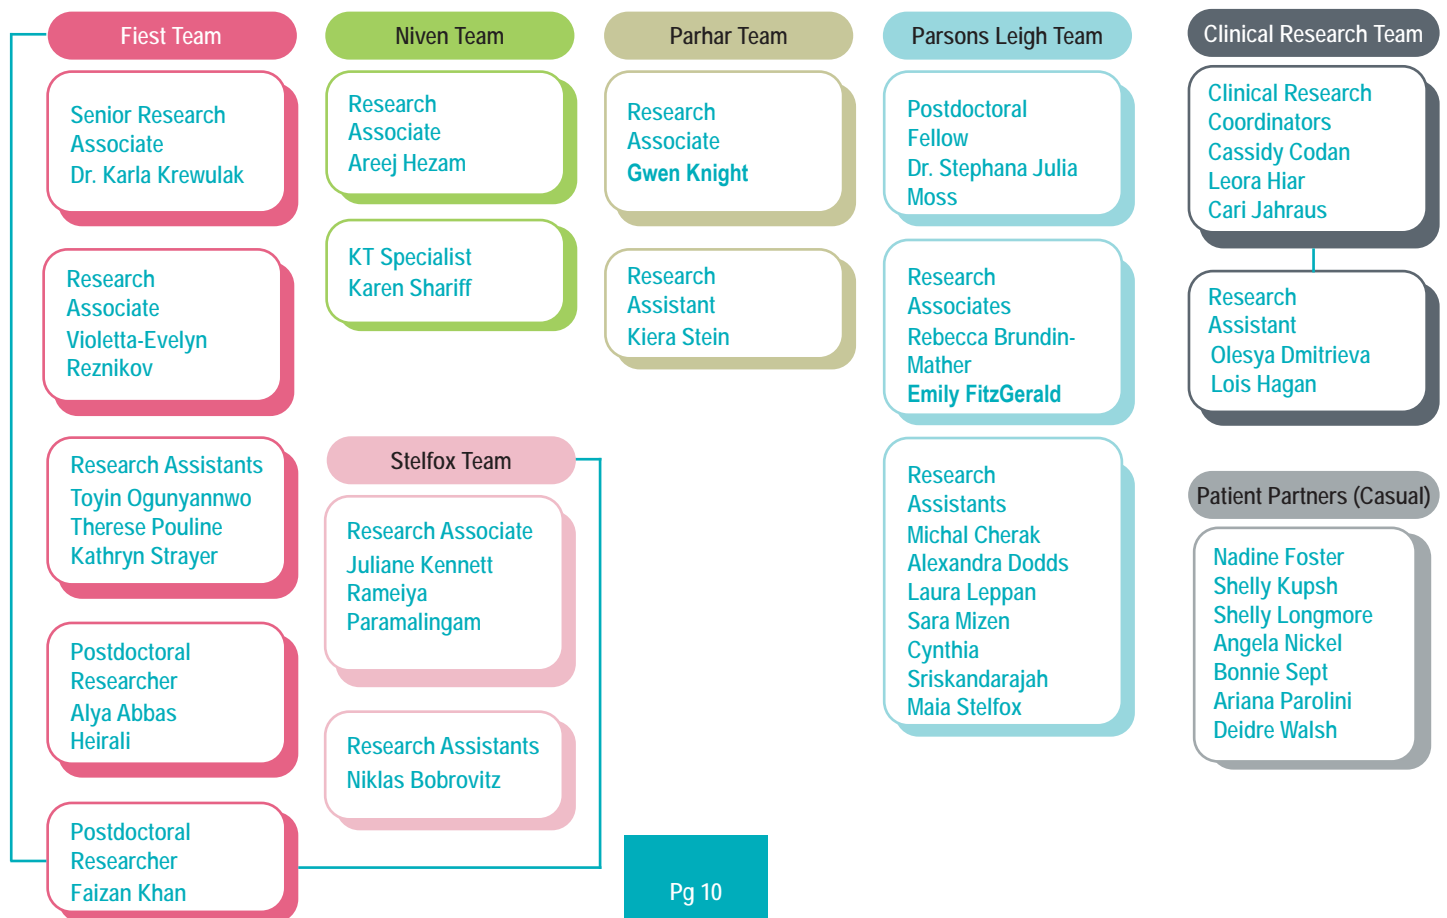 Fiest Team
Senior Research
Associate
Dr. Karla Krewulak
Research
Associate
Violetta-Evelyn
Reznikov
Research Assistants
Toyin Ogunyannwo
Therese Pouline
Kathryn Strayer
Postdoctoral
Researcher
Alya Abbas
Heirali
Postdoctoral
Researcher
Faizan Khan
Niven Team
Research
Associate
Areej Hezam
KT Specialist
Karen Shariff
Stelfox Team
Research Associate
Juliane Kennett
Rameiya
Paramalingam
Research Assistants
Niklas Bobrovitz
Parhar Team
Research
Associate
Gwen Knight
Research
Assistant
Kiera Stein
Parsons Leigh Team
Postdoctoral
Fellow
Dr. Stephana Julia
Moss
Research
Associates
Rebecca Brundin-
Mather
Emily FitzGerald
Research
Assistants
Michal Cherak
Alexandra Dodds
Laura Leppan
Sara Mizen
Cynthia
Sriskandarajah
Maia Stelfox
Clinical Research Team
Clinical Research
Coordinators
Cassidy Codan
Leora Hiar
Cari Jahraus
Research
Assistant
Olesya Dmitrieva
Lois Hagan
Patient Partners (Casual)
Nadine Foster
Shelly Kupsh
Shelly Longmore
Angela Nickel
Bonnie Sept
Ariana Parolini
Deidre Walsh
Pg 10